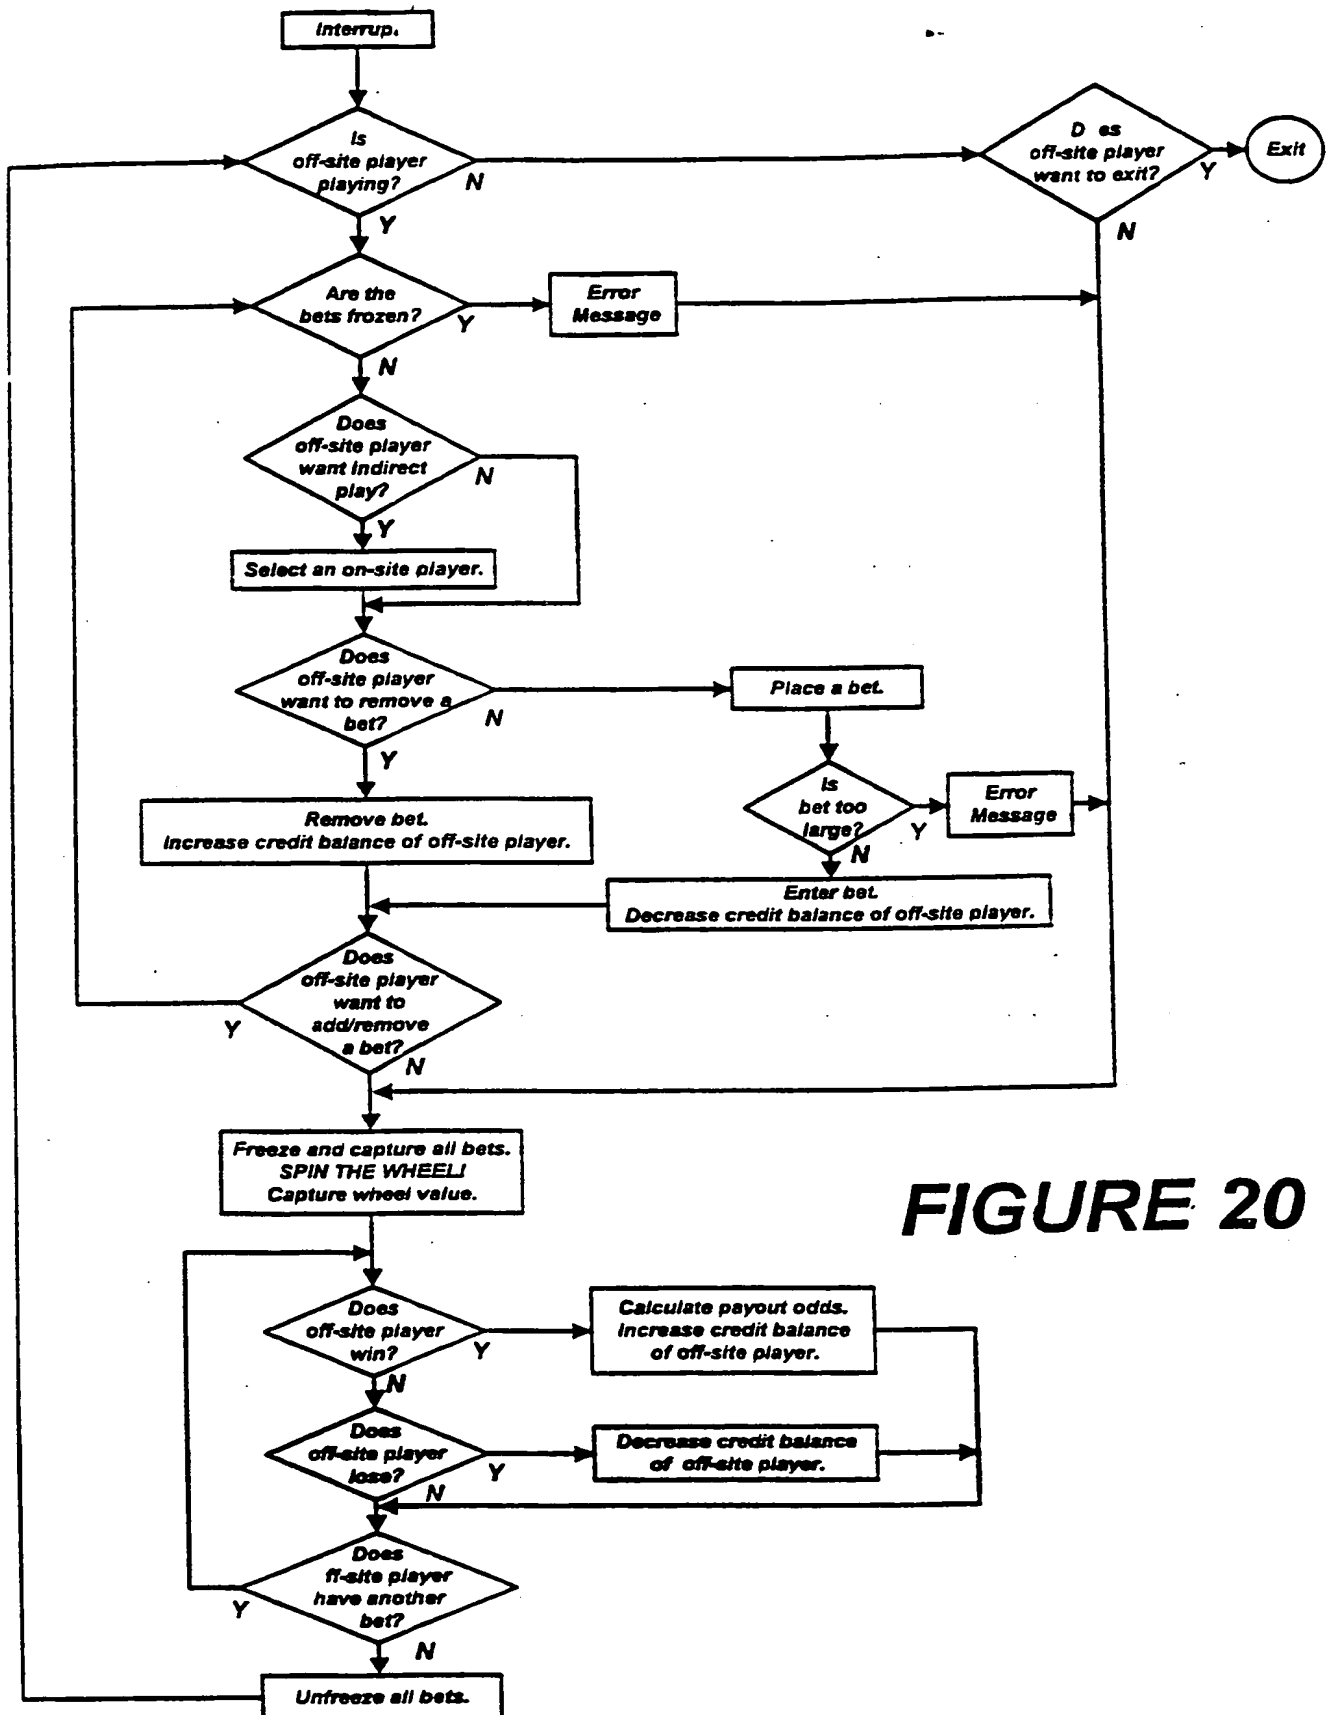 Interrup.
Is
off-site player
playing?
N
Y
D es
off-site player
want to exit?
Y
N
Exit
Are the
bets frozen?
Y
N
Error
Message
Does
off-site player
want indirect
play?
N
Y
Select an on-site player.
Does
off-site player
want to remove a
bet?
N
Y
Place a bet.
Is
bet too
large?
Y
N
Error
Message
Remove bet.
Increase credit balance of off-site player.
Enter bet.
Decrease credit balance of off-site player.
Does
off-site player
want to
add/remove
a bet?
Y
N
Freeze and capture all bets.
SPIN THE WHEEL!
Capture wheel value.
FIGURE 20
Does
off-site player
win?
Y
N
Calculate payout odds.
Increase credit balance
of off-site player.
Does
off-site player
lose?
Y
N
Decrease credit balance
of off-site player.
Does
ff-site player
have another
bet?
Y
N
Unfreeze all bets.